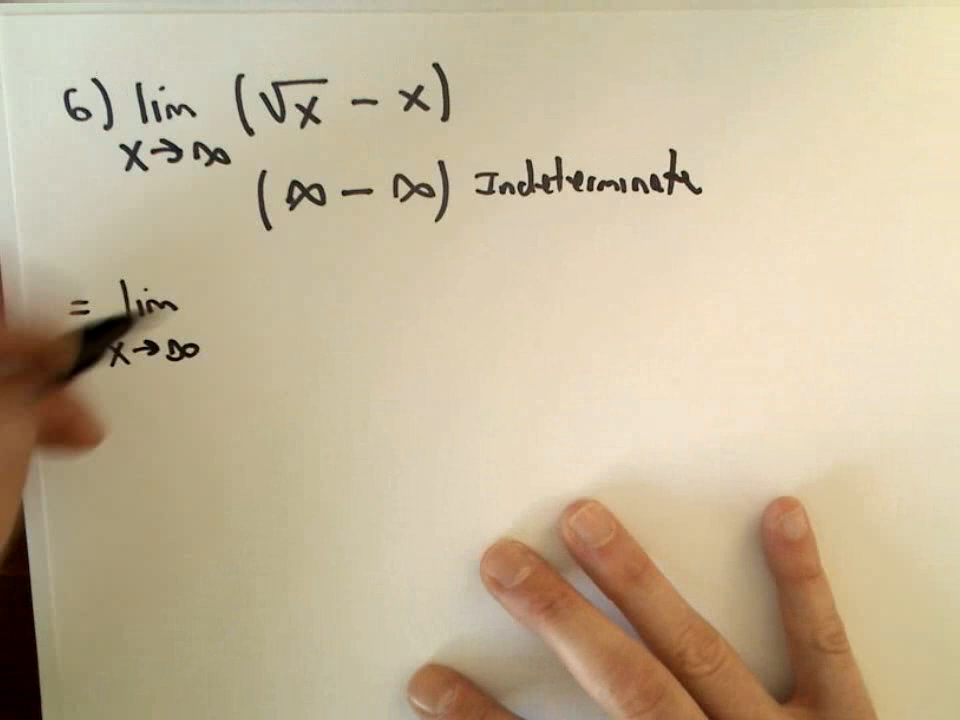 6) lim (√x - x)
x→∞
(∞ - ∞) Indeterminate
= lim
x→∞